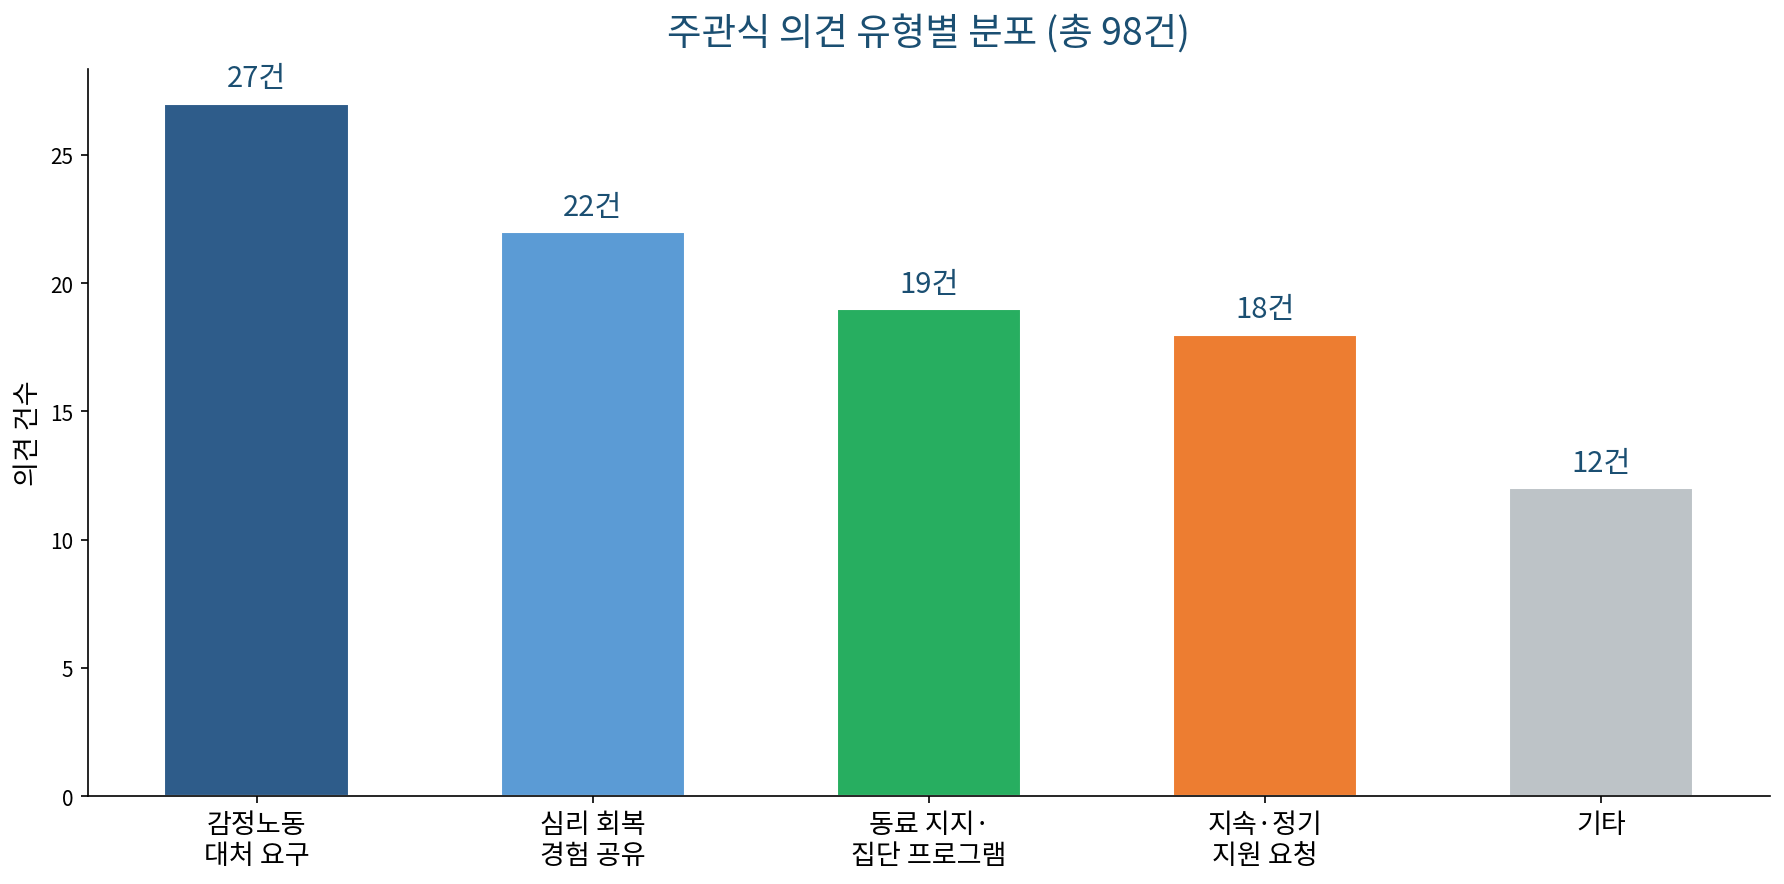 주관식 의견 유형별 분포 (총 98건)
27건
22건
19건
18건
12건
의견 건수
25
20
15
10
5
0
감정노동
대처 요구
심리 회복
경험 공유
동료 지지·
집단 프로그램
지속·정기
지원 요청
기타